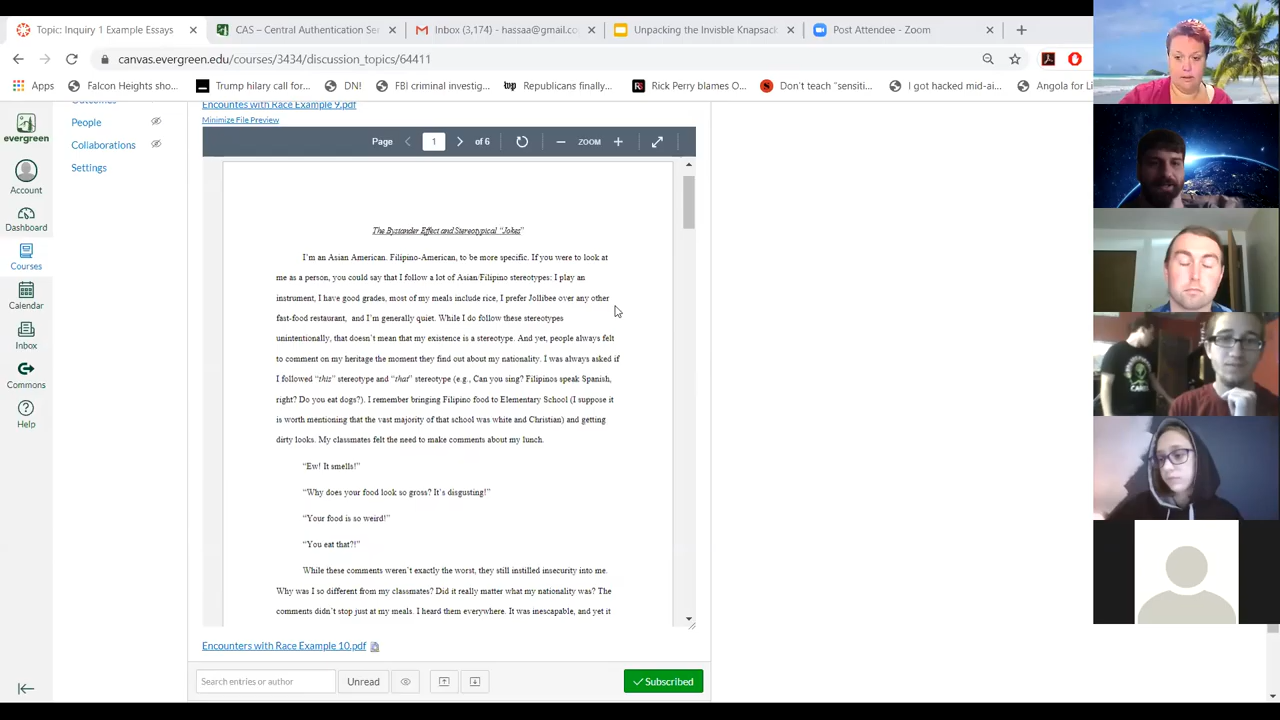 Topic: Inquiry 1 Example Essays
CAS – Central Authentication Ser
Inbox (3,174) - hassaa@gmail.co
Unpacking the Invisble Knapsack
Post Attendee - Zoom
canvas.evergreen.edu/courses/3434/discussion_topics/64411
Apps
Falcon Heights sho...
Trump hilary call for...
DN!
FBI criminal investig...
Republicans finally...
Rick Perry blames O...
Don't teach "sensiti...
I got hacked mid-ai...
Angola for Li
evergreen
Account
Dashboard
Courses
Calendar
Inbox
Commons
Help
People
Collaborations
Settings
Encountes with Race Example 9.pdf
Minimize File Preview
Page 1 of 6 ZOOM
The Bystander Effect and Stereotypical "Jokes"
I'm an Asian American. Filipino-American, to be more specific. If you were to look at
me as a person, you could say that I follow a lot of Asian/Filipino stereotypes: I play an
instrument, I have good grades, most of my meals include rice, I prefer Jollibee over any other
fast-food restaurant, and I'm generally quiet. While I do follow these stereotypes
unintentionally, that doesn't mean that my existence is a stereotype. And yet, people always felt
to comment on my heritage the moment they find out about my nationality. I was always asked if
I followed "this" stereotype and "that" stereotype (e.g., Can you sing? Filipinos speak Spanish,
right? Do you eat dogs?). I remember bringing Filipino food to Elementary School (I suppose it
is worth mentioning that the vast majority of that school was white and Christian) and getting
dirty looks. My classmates felt the need to make comments about my lunch.
"Ew! It smells!"
"Why does your food look so gross? It's disgusting!"
"Your food is so weird!"
"You eat that?!"
While these comments weren't exactly the worst, they still instilled insecurity into me.
Why was I so different from my classmates? Did it really matter what my nationality was? The
comments didn't stop just at my meals. I heard them everywhere. It was inescapable, and yet it
Encounters with Race Example 10.pdf
Search entries or author
Unread
Subscribed